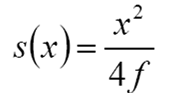 s(x) = x²/4f